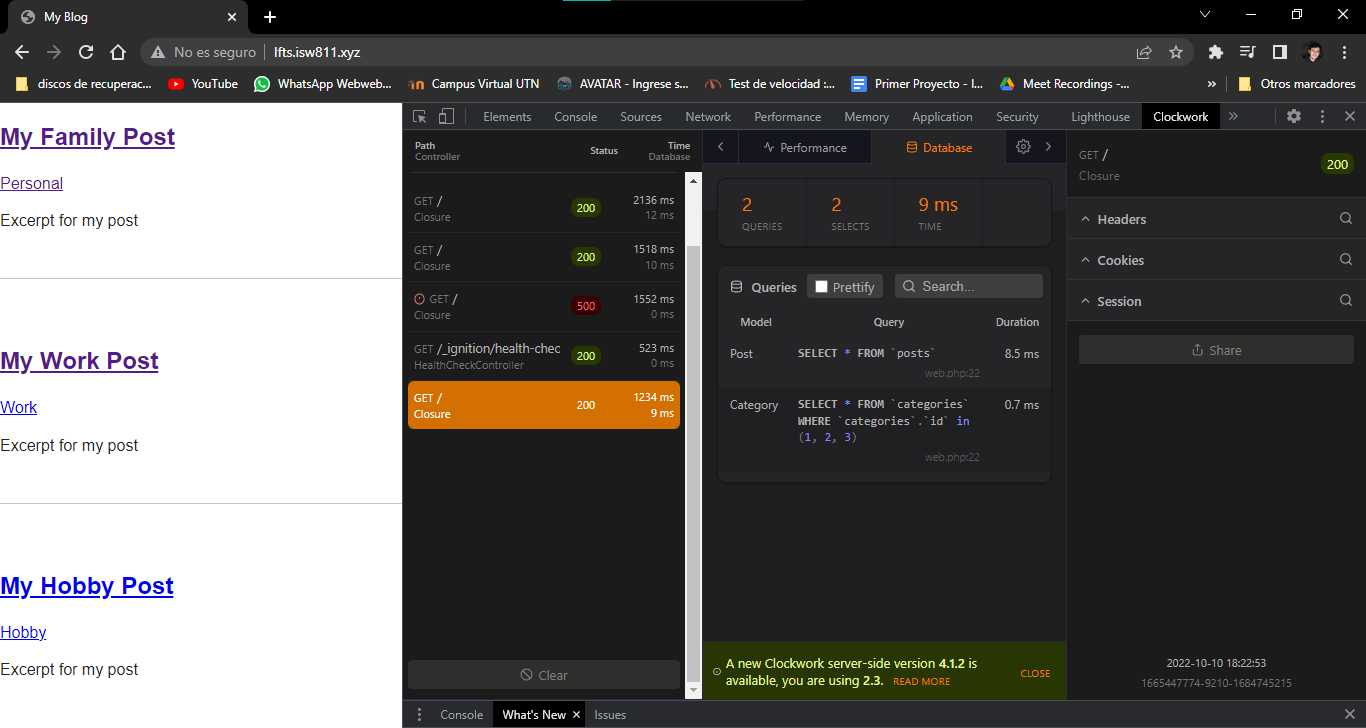 My Blog
No es seguro lfts.isw811.xyz
discos de recuperac... YouTube WhatsApp Webweb... Campus Virtual UTN AVATAR - Ingrese s... Test de velocidad :... Primer Proyecto - I... Meet Recordings -... » Otros marcadores
My Family Post
Personal
Excerpt for my post
My Work Post
Work
Excerpt for my post
My Hobby Post
Hobby
Excerpt for my post
Elements Console Sources Network Performance Memory Application Security Lighthouse Clockwork »
Path Status Time
Controller Database
GET / 200 2136 ms
Closure 12 ms
GET / 200 1518 ms
Closure 10 ms
GET / 500 1552 ms
Closure 0 ms
GET /_ignition/health-chec 200 523 ms
HealthCheckController 0 ms
GET / 200 1234 ms
Closure 9 ms
Clear
Performance Database
2 2 9 ms
QUERIES SELECTS TIME
Queries Prettify Search...
Model Query Duration
Post SELECT * FROM `posts` 8.5 ms
web.php:22
Category SELECT * FROM `categories` 0.7 ms
WHERE `categories`.`id` in
(1, 2, 3)
web.php:22
A new Clockwork server-side version 4.1.2 is
available, you are using 2.3. READ MORE CLOSE
GET / 200
Closure
Headers
Cookies
Session
Share
2022-10-10 18:22:53
1665447774-9210-1684745215
Console What's New Issues